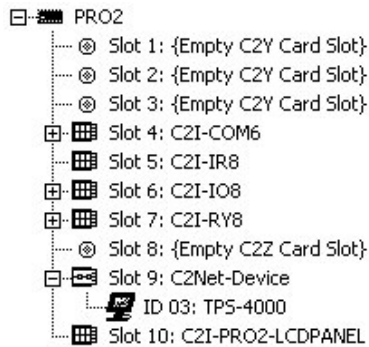 PRO2
Slot 1: {Empty C2Y Card Slot}
Slot 2: {Empty C2Y Card Slot}
Slot 3: {Empty C2Y Card Slot}
Slot 4: C2I-COM6
Slot 5: C2I-IR8
Slot 6: C2I-IO8
Slot 7: C2I-RY8
Slot 8: {Empty C2Z Card Slot}
Slot 9: C2Net-Device
ID 03: TPS-4000
Slot 10: C2I-PRO2-LCDPANEL